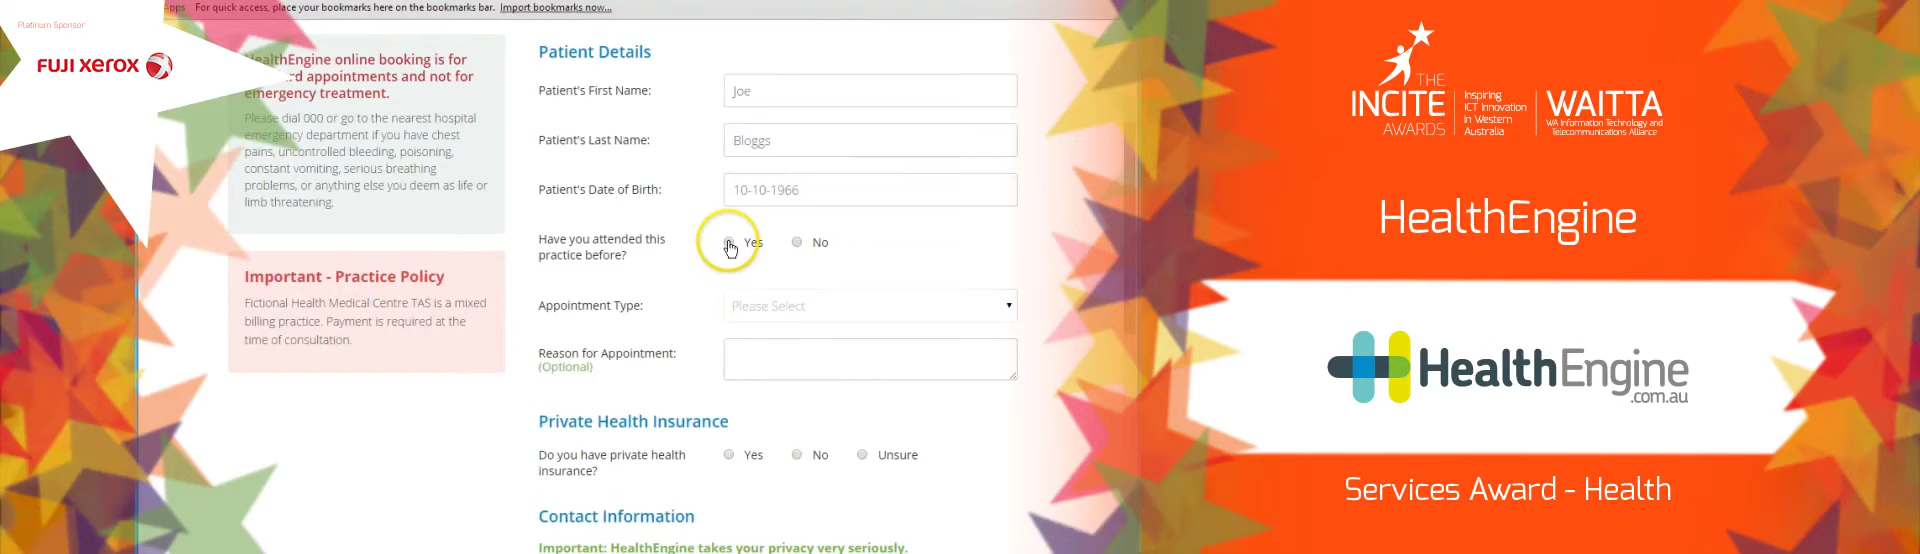 Apps For quick access, place your bookmarks here on the bookmarks bar. Import bookmarks now...
Platinum Sponsor
FUJI xerox
HealthEngine online booking is for
appointments and not for
emergency treatment.
Please dial 000 or go to the nearest hospital
emergency department if you have chest
pains, uncontrolled bleeding, poisoning,
constant vomiting, serious breathing
problems, or anything else you deem as life or
limb threatening.
Important - Practice Policy
Fictional Health Medical Centre TAS is a mixed
billing practice. Payment is required at the
time of consultation.
Patient Details
Patient's First Name:
Joe
Patient's Last Name:
Bloggs
Patient's Date of Birth:
10-10-1966
Have you attended this
practice before?
Yes No
Appointment Type:
Please Select
Reason for Appointment:
(Optional)
Private Health Insurance
Do you have private health
insurance?
Yes No Unsure
Contact Information
Important: HealthEngine takes your privacy very seriously.
THE
INCITE
AWARDS
Inspiring
ICT Innovation
in Western
Australia
WAITTA
WA Information Technology and
Telecommunications Alliance
HealthEngine
HealthEngine
.com.au
Services Award - Health